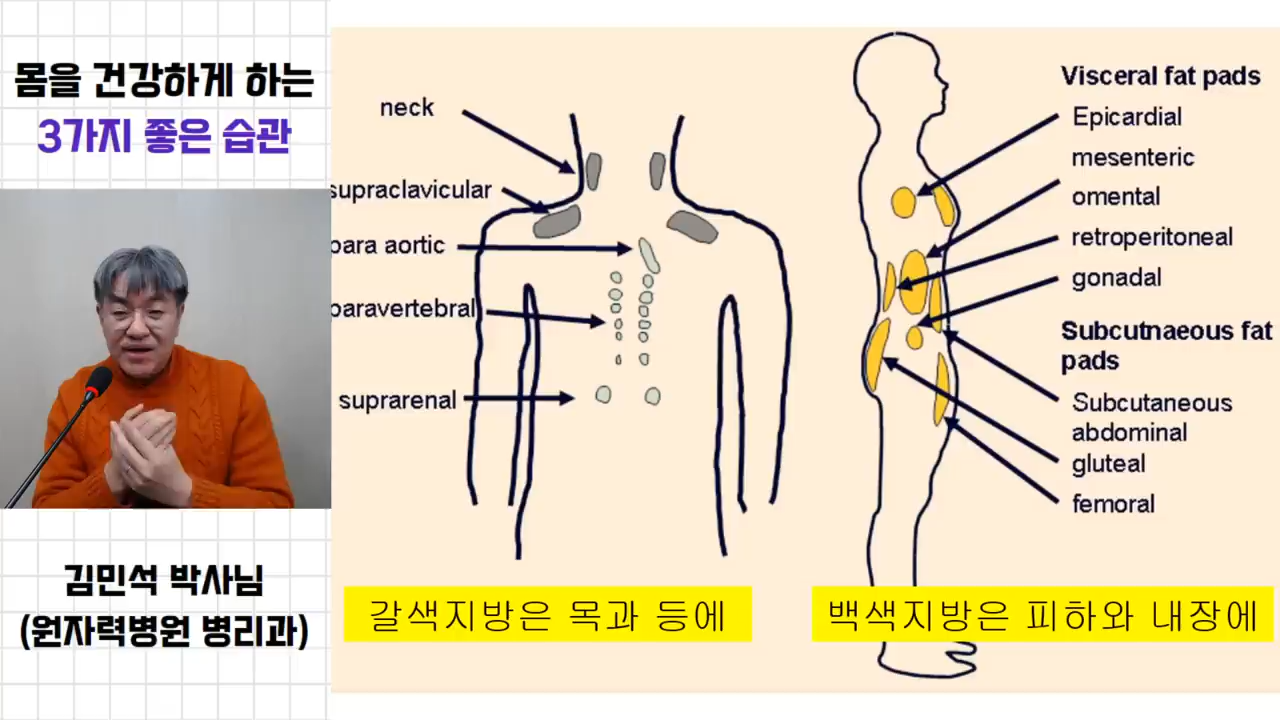 몸을 건강하게 하는
3가지 좋은 습관
김민석 박사님
(원자력병원 병리과)
neck
supraclavicular
para aortic
paravertebral
suprarenal
갈색지방은 목과 등에
Visceral fat pads
Epicardial
mesenteric
omental
retroperitoneal
gonadal
Subcutnaeous fat
pads
Subcutaneous
abdominal
gluteal
femoral
백색지방은 피하와 내장에